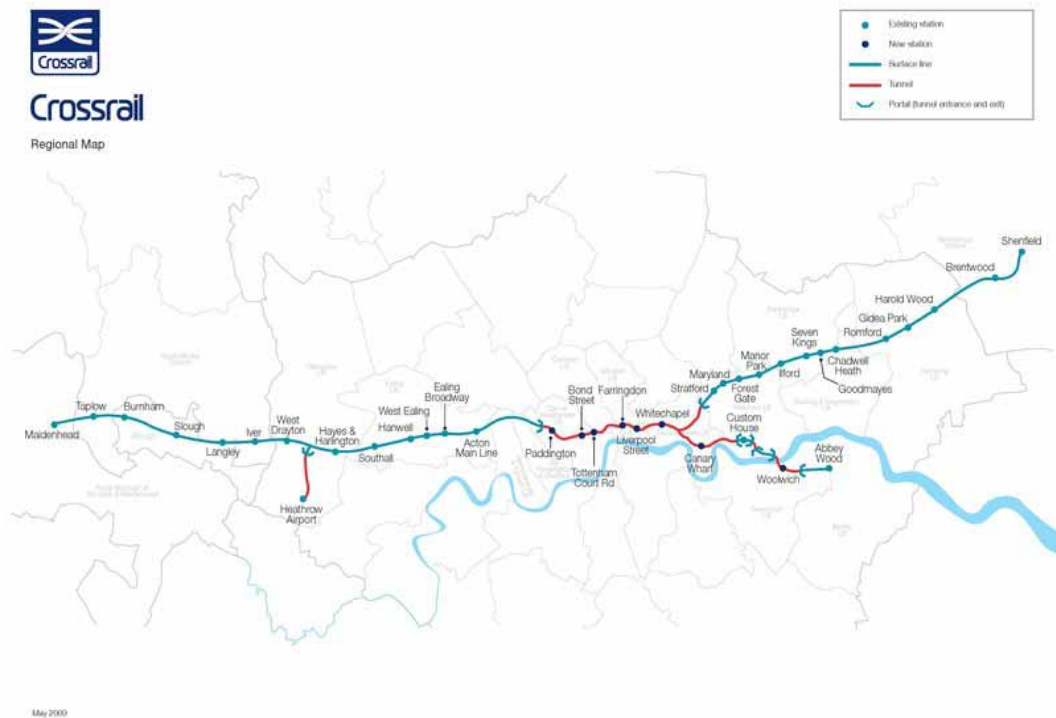 Crossrail
Crossrail
Regional Map
Existing station
New station
Surface line
Tunnel
Portal (tunnel entrance and exit)
Shenfield
Brentwood
Harold Wood
Gidea Park
Romford
Chadwell
Heath
Goodmayes
Seven
Kings
Ilford
Manor
Park
Forest
Gate
Maryland
Stratford
Whitechapel
Liverpool
Street
Farringdon
Tottenham
Court Rd
Bond
Street
Paddington
Acton
Main Line
Ealing
Broadway
West Ealing
Hanwell
Southall
Hayes &
Harlington
West
Drayton
Iver
Langley
Slough
Burnham
Taplow
Maidenhead
Heathrow
Airport
Canary
Wharf
Custom
House
Woolwich
Abbey
Wood
May 2009